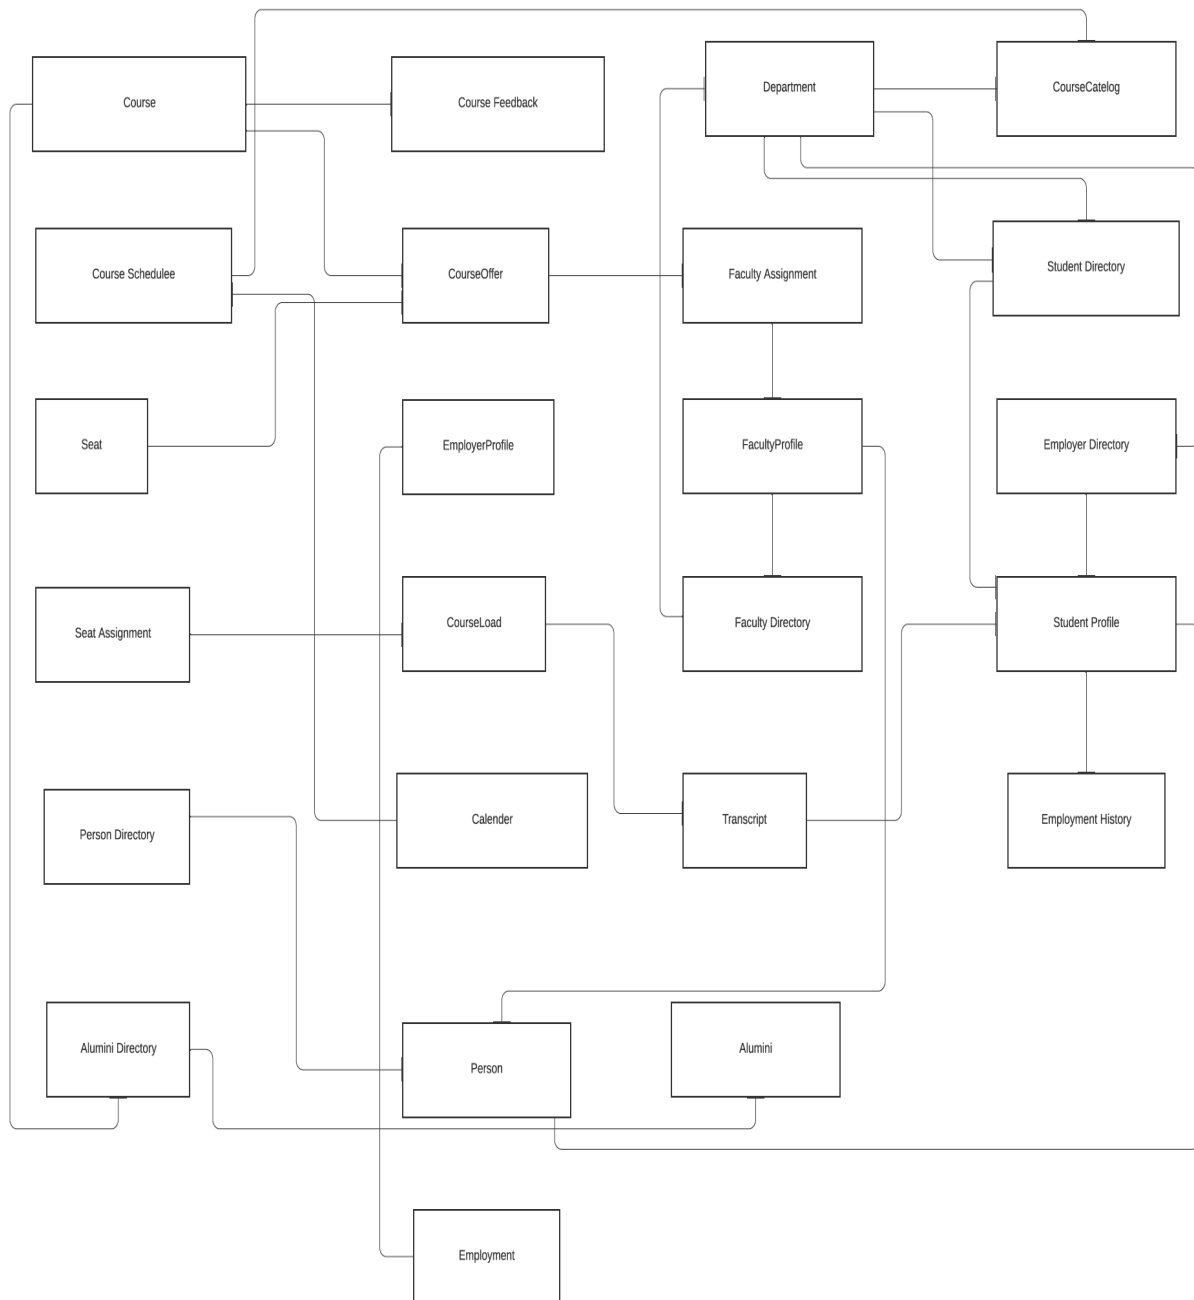 Course
Course Feedback
Department
CourseCatelog
Course Schedulee
CourseOffer
Faculty Assignment
Student Directory
Seat
EmployerProfile
FacultyProfile
Employer Directory
Seat Assignment
CourseLoad
Faculty Directory
Student Profile
Person Directory
Calender
Transcript
Employment History
Alumini Directory
Person
Alumini
Employment